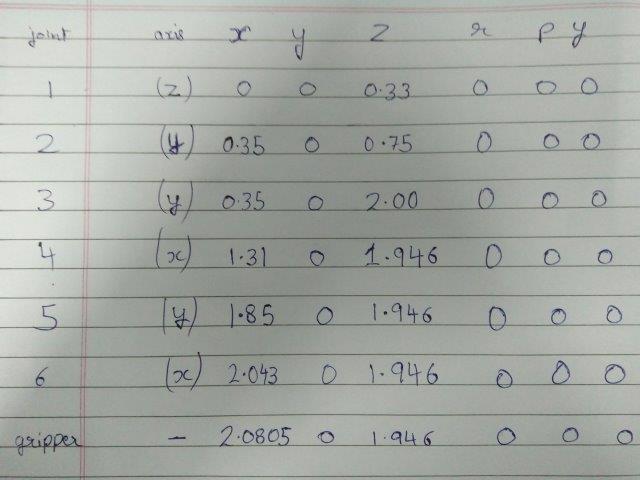 joint axis x y z r p y
1 (z) 0 0 0.33 0 0 0
2 (y) 0.35 0 0.75 0 0 0
3 (y) 0.35 0 2.00 0 0 0
4 (x) 1.31 0 1.946 0 0 0
5 (y) 1.85 0 1.946 0 0 0
6 (x) 2.043 0 1.946 0 0 0
gripper – 2.0805 0 1.946 0 0 0